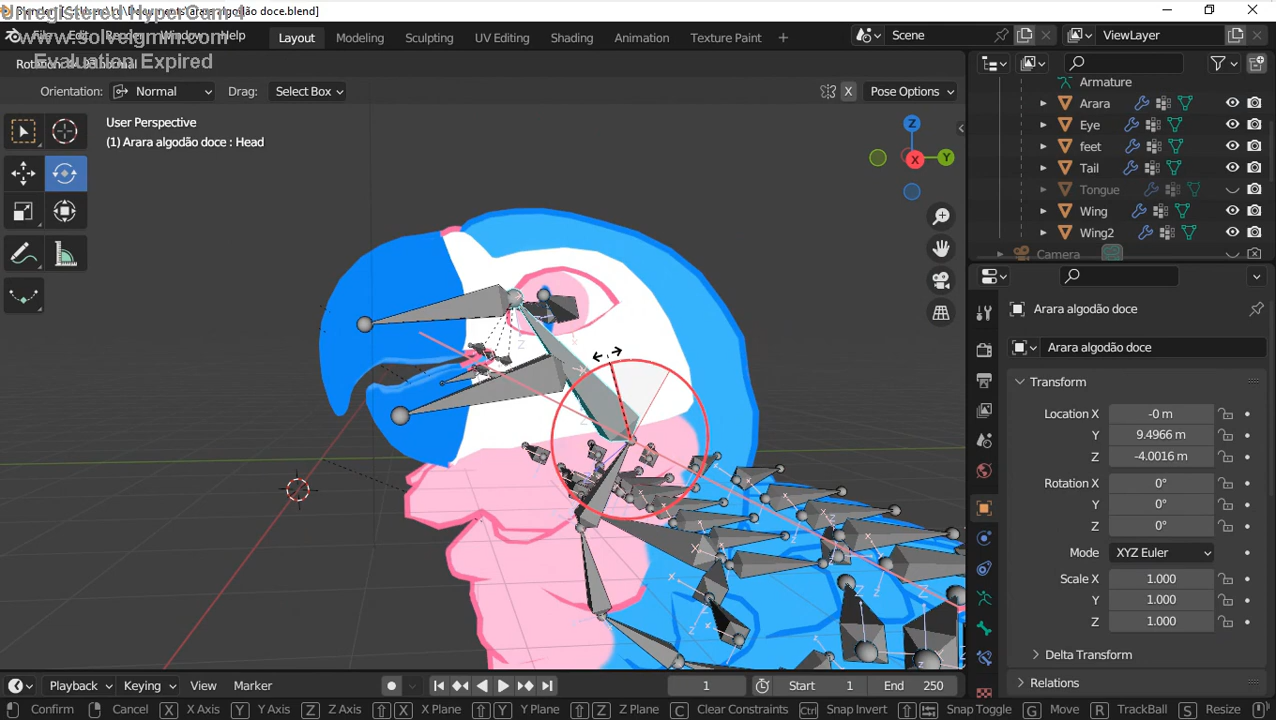 Unregistered HyperCam 4
arara algodão doce.blend]
www.solveigmm.com
Evaluation Expired
Layout Modeling Sculpting UV Editing Shading Animation Texture Paint
Scene
ViewLayer
Orientation: Normal Drag: Select Box X Pose Options
User Perspective
(1) Arara algodão doce : Head
Z
Y
X
Armature
Arara
Eye
feet
Tail
Tongue
Wing
Wing2
Camera
Arara algodão doce
Arara algodão doce
Transform
Location X -0 m
Y 9.4966 m
Z -4.0016 m
Rotation X 0°
Y 0°
Z 0°
Mode XYZ Euler
Scale X 1.000
Y 1.000
Z 1.000
Delta Transform
Relations
Playback Keying View Marker 1 Start 1 End 250
Confirm Cancel X X Axis Y Y Axis Z Z Axis X X Plane Y Y Plane Z Z Plane C Clear Constraints Ctrl Snap Invert Snap Toggle G Move R TrackBall S Resize